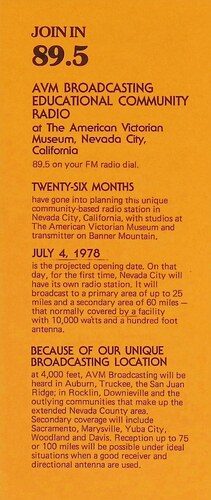 JOIN IN
89.5
AVM BROADCASTING
EDUCATIONAL COMMUNITY
RADIO
at The American Victorian
Museum, Nevada City,
California
89.5 on your FM radio dial.
TWENTY-SIX MONTHS
have gone into planning this unique
community-based radio station in
Nevada City, California, with studios at
The American Victorian Museum and
transmitter on Banner Mountain.
JULY 4, 1978
is the projected opening date. On that
day, for the first time, Nevada City will
have its own radio station. It will
broadcast to a primary area of up to 25
miles and a secondary area of 60 miles —
that normally covered by a facility
with 10,000 watts and a hundred foot
antenna.
BECAUSE OF OUR UNIQUE
BROADCASTING LOCATION
at 4,000 feet, AVM Broadcasting will be
heard in Auburn, Truckee, the San Juan
Ridge; in Rocklin, Downieville and the
outlying communities that make up the
extended Nevada County area.
Secondary coverage will include
Sacramento, Marysville, Yuba City,
Woodland and Davis. Reception up to 75
or 100 miles will be possible under ideal
situations when a good receiver and
directional antenna are used.